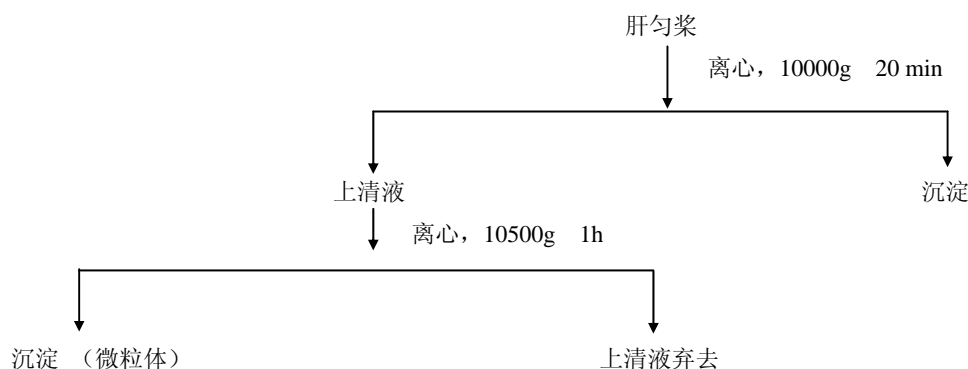 肝匀浆
离心，10000g 20 min
上清液
沉淀
离心，10500g 1h
沉淀 （微粒体）
上清液弃去